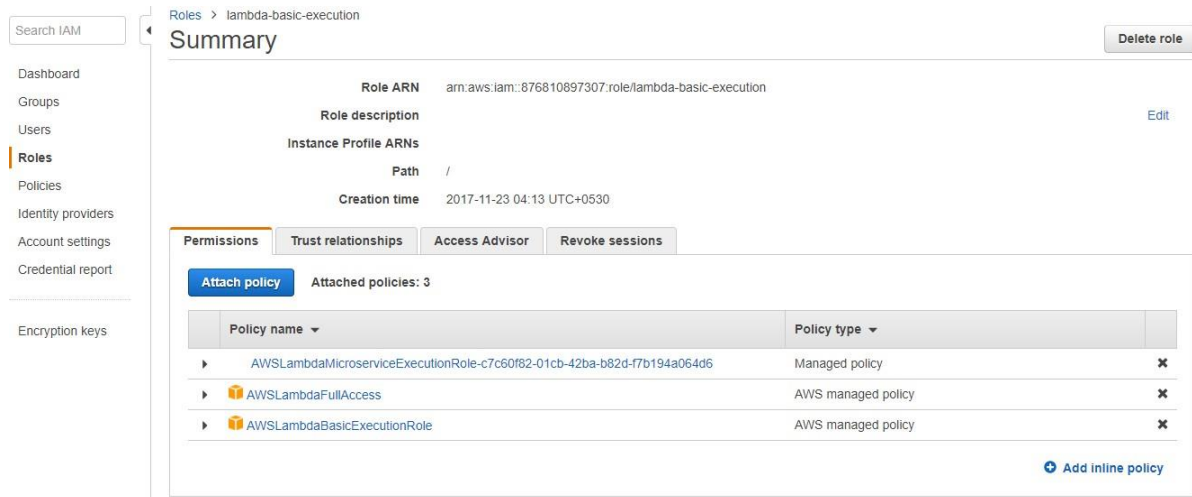 Search IAM
Dashboard
Groups
Users
Roles
Policies
Identity providers
Account settings
Credential report
Encryption keys
Roles > lambda-basic-execution
Summary
Delete role
Role ARN arn:aws:iam::876810897307:role/lambda-basic-execution
Role description Edit
Instance Profile ARNs
Path /
Creation time 2017-11-23 04:13 UTC+0530
Permissions Trust relationships Access Advisor Revoke sessions
Attach policy Attached policies: 3
Policy name Policy type
AWSLambdaMicroserviceExecutionRole-c7c60f82-01cb-42ba-b82d-f7b194a064d6 Managed policy
AWSLambdaFullAccess AWS managed policy
AWSLambdaBasicExecutionRole AWS managed policy
Add inline policy